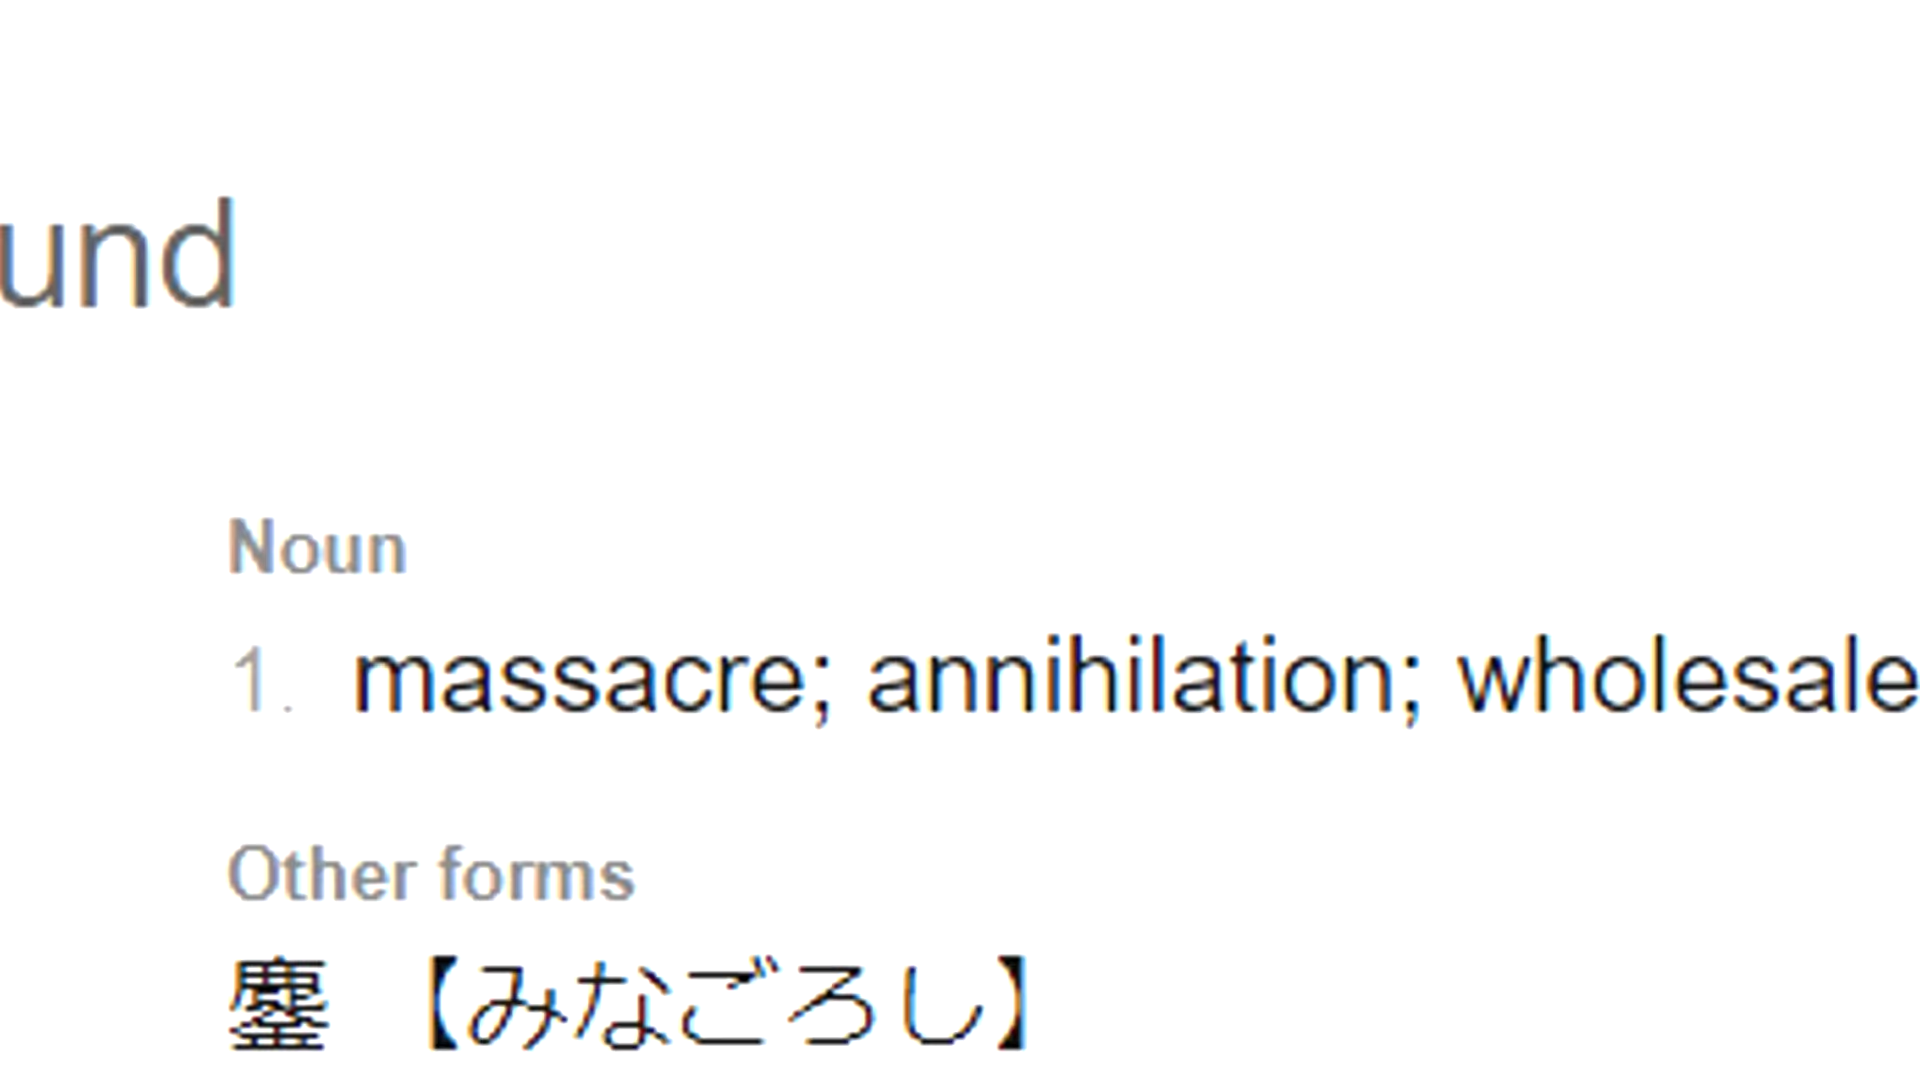 und
Noun
1. massacre; annihilation; wholesale
Other forms
鏖 【みなごろし】